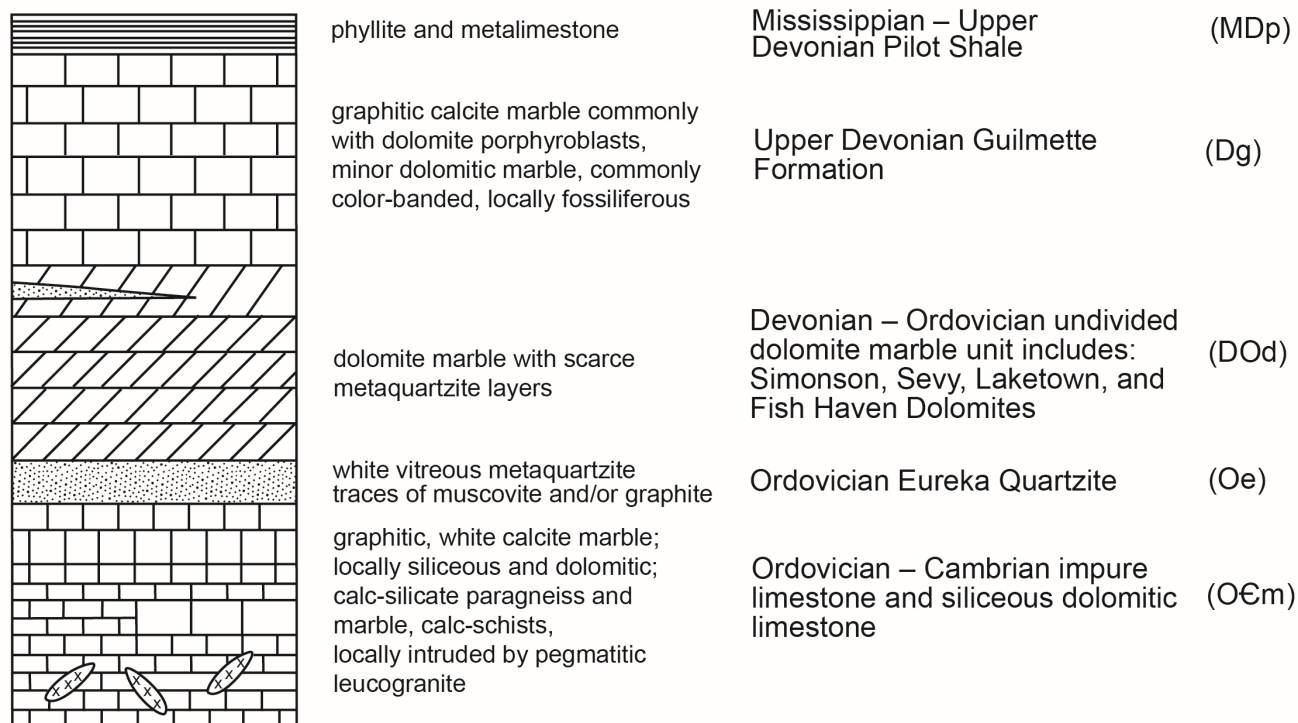 phyllite and metalimestone
Mississippian – Upper
Devonian Pilot Shale
(MDp)
graphitic calcite marble commonly
with dolomite porphyroblasts,
minor dolomitic marble, commonly
color-banded, locally fossiliferous
Upper Devonian Guilmette
Formation
(Dg)
dolomite marble with scarce
metaquartzite layers
Devonian – Ordovician undivided
dolomite marble unit includes:
Simonson, Sevy, Laketown, and
Fish Haven Dolomites
(DOd)
white vitreous metaquartzite
traces of muscovite and/or graphite
Ordovician Eureka Quartzite
(Oe)
graphitic, white calcite marble;
locally siliceous and dolomitic;
calc-silicate paragneiss and
marble, calc-schists,
locally intruded by pegmatitic
leucogranite
Ordovician – Cambrian impure
limestone and siliceous dolomitic
limestone
(OЄm)
x x x
x x x
x x x